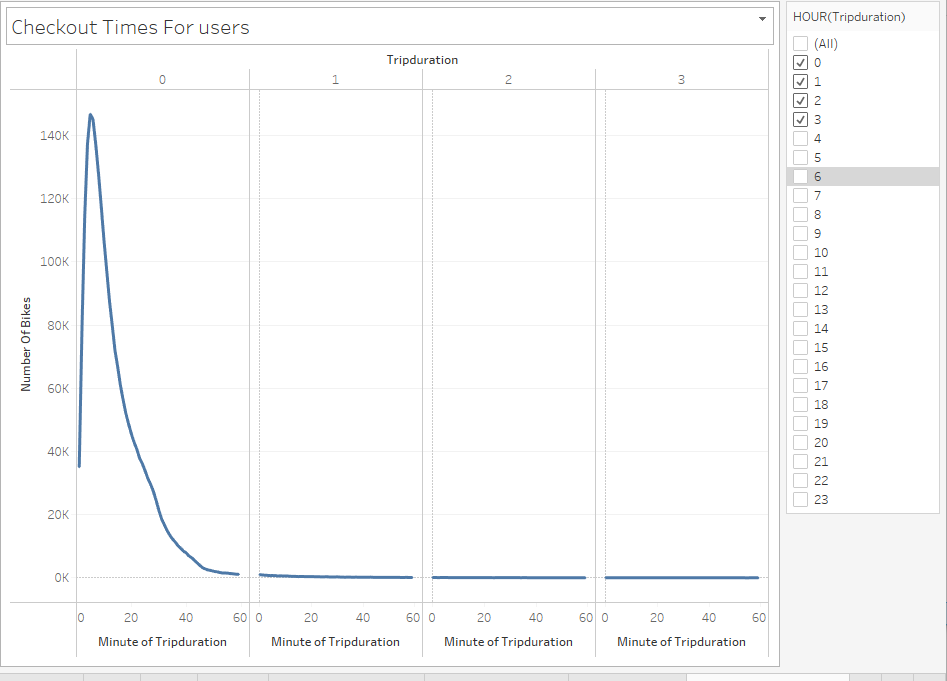 Checkout Times For users
Tripduration
0 1 2 3
Number Of Bikes
140K
120K
100K
80K
60K
40K
20K
0K
0 20 40 60 0 20 40 60 0 20 40 60 0 20 40 60
Minute of Tripduration Minute of Tripduration Minute of Tripduration Minute of Tripduration
HOUR(Tripduration)
(All)
0
1
2
3
4
5
6
7
8
9
10
11
12
13
14
15
16
17
18
19
20
21
22
23